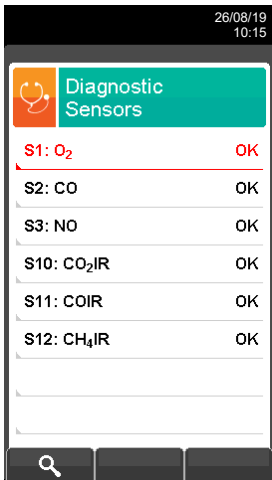 26/08/19
10:15
Diagnostic
Sensors
S1: O₂ OK
S2: CO OK
S3: NO OK
S10: CO₂IR OK
S11: COIR OK
S12: CH₄IR OK